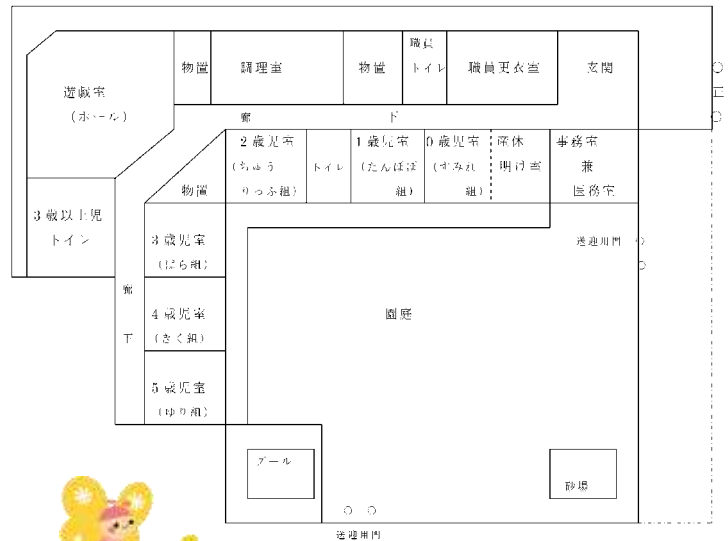 職員
物置
調理室
物置
トイレ
職員更衣室
玄関
遊戯室
(ホール)
正
廊
下
2歳児室
(ちゅう
りっぷ組)
トイレ
1歳児室
(たんぽぽ
組)
0歳児室
(すみれ
組)
産休
明け室
事務室
兼
医務室
物置
3歳以上児
トイレ
3歳児室
(ばら組)
送迎用門
廊
下
4歳児室
(きく組)
園庭
5歳児室
(ゆり組)
プール
砂場
送迎用門